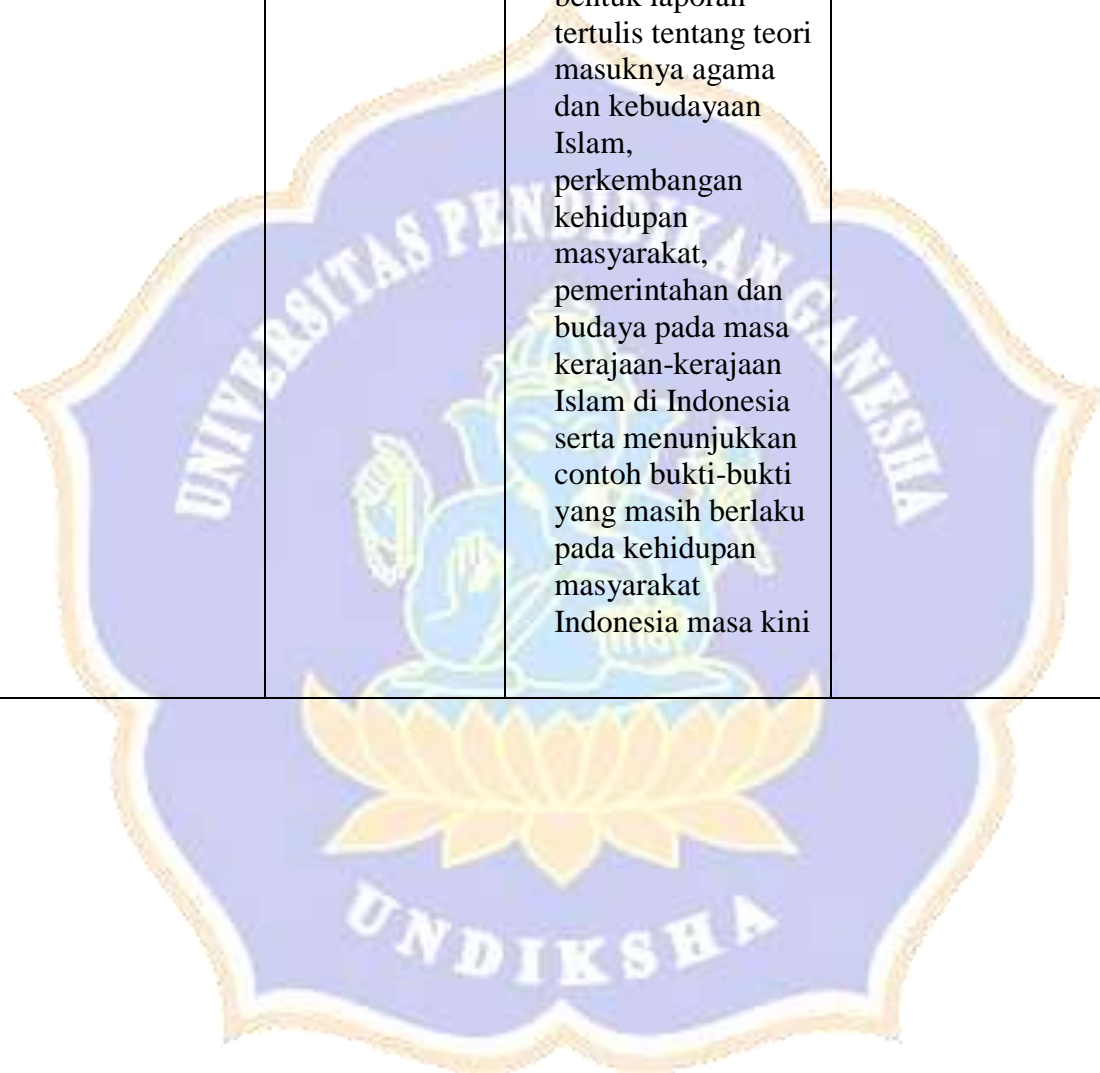 bentuk laporan
tertulis tentang teori
masuknya agama
dan kebudayaan
Islam,
perkembangan
kehidupan
masyarakat,
pemerintahan dan
budaya pada masa
kerajaan-kerajaan
Islam di Indonesia
serta menunjukkan
contoh bukti-bukti
yang masih berlaku
pada kehidupan
masyarakat
Indonesia masa kini
UNIVERSITAS PENDIDIKAN GANESHA
UNDIKSHA